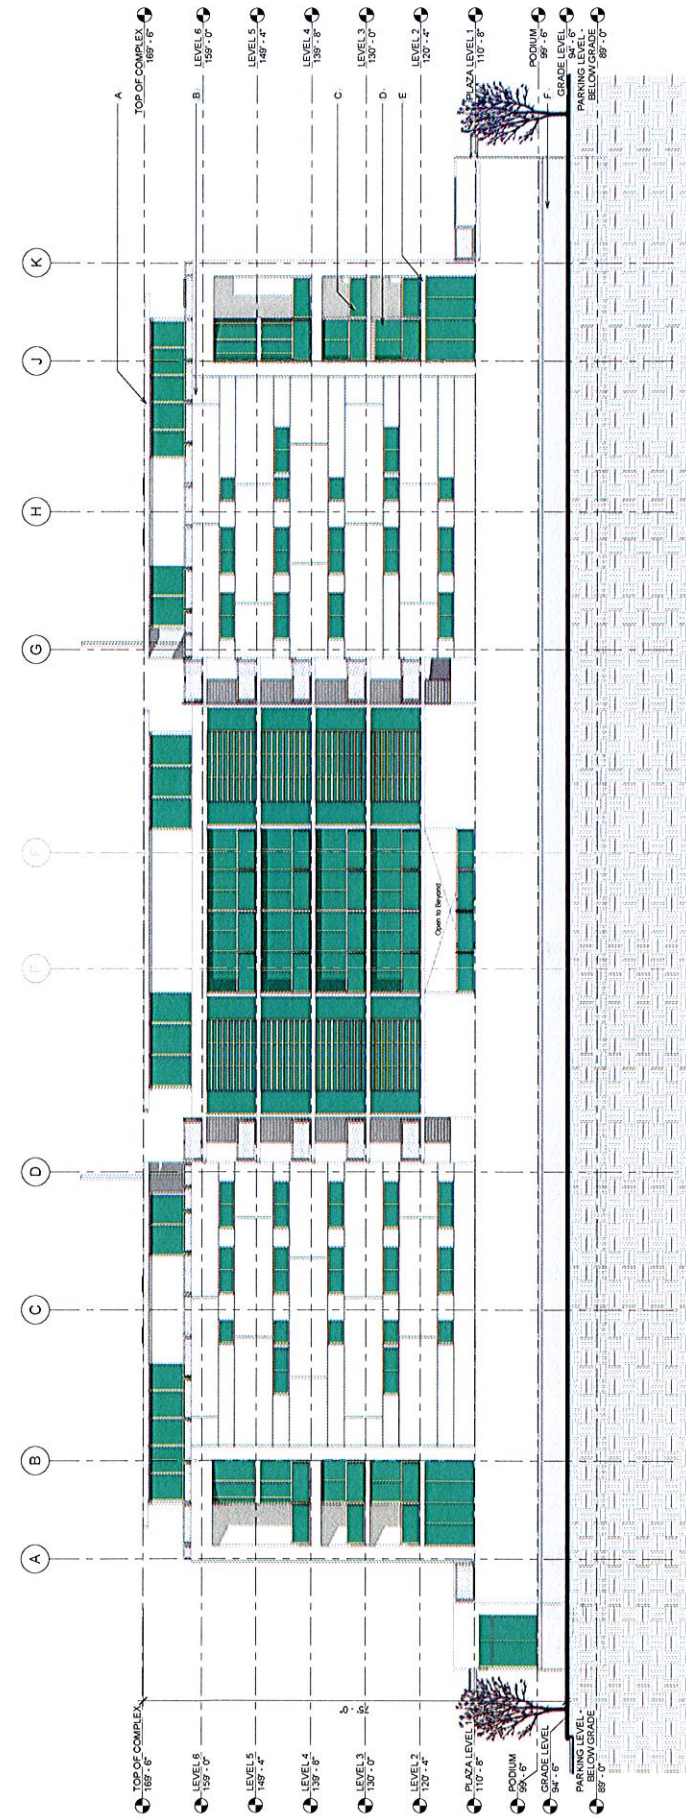 K
J
H
G
F
F
D
C
B
A
TOP OF COMPLEX
169' - 6"
LEVEL 6
159' - 0"
LEVEL 5
149' - 4"
LEVEL 4
139' - 8"
LEVEL 3
130' - 0"
LEVEL 2
120' - 4"
PLAZA LEVEL 1
110' - 8"
PODIUM
99' - 6"
GRADE LEVEL
94' - 6"
PARKING LEVEL -
BELOW GRADE
89' - 0"
A
B
C
D
E
F
Open to Beyond
75' - 0"
TOP OF COMPLEX
169' - 6"
LEVEL 6
159' - 0"
LEVEL 5
149' - 4"
LEVEL 4
139' - 8"
LEVEL 3
130' - 0"
LEVEL 2
120' - 4"
PLAZA LEVEL 1
110' - 8"
PODIUM
99' - 6"
GRADE LEVEL
94' - 6"
PARKING LEVEL -
BELOW GRADE
89' - 0"